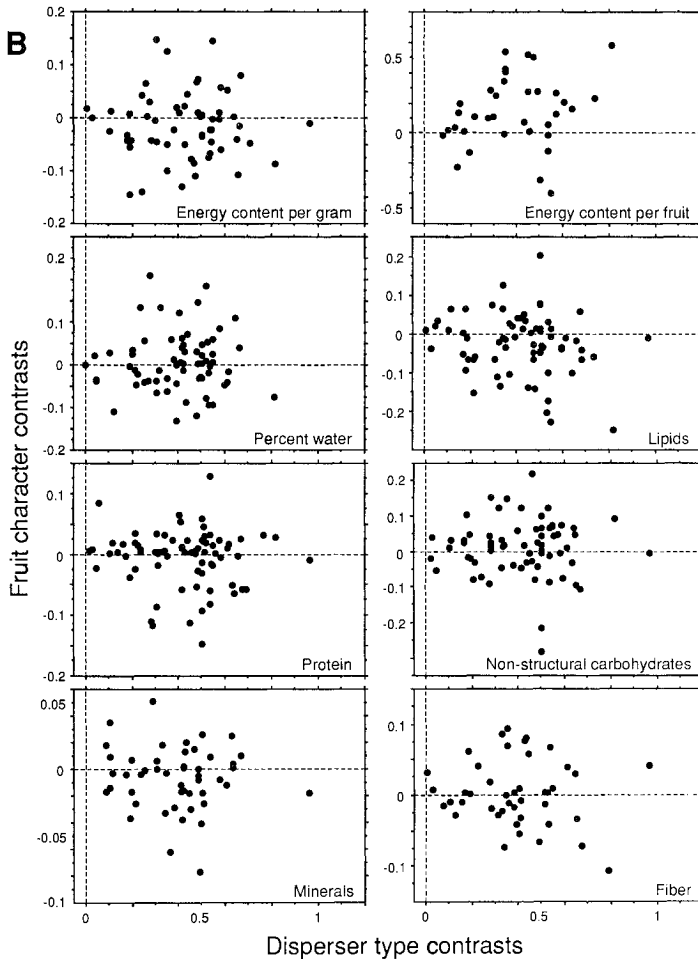 B
0.2
0.1
0
-0.1
-0.2
Energy content per gram
0.5
0
-0.5
Energy content per fruit
0.2
0.1
0
-0.1
-0.2
Percent water
0.2
0.1
0
-0.1
-0.2
Lipids
0.1
0
-0.1
-0.2
Protein
0.2
0.1
0
-0.1
-0.2
Non-structural carbohydrates
0.05
0
-0.05
-0.1
Minerals
0.1
0
-0.1
Fiber
0 0.5 1
0 0.5 1
Fruit character contrasts
Disperser type contrasts